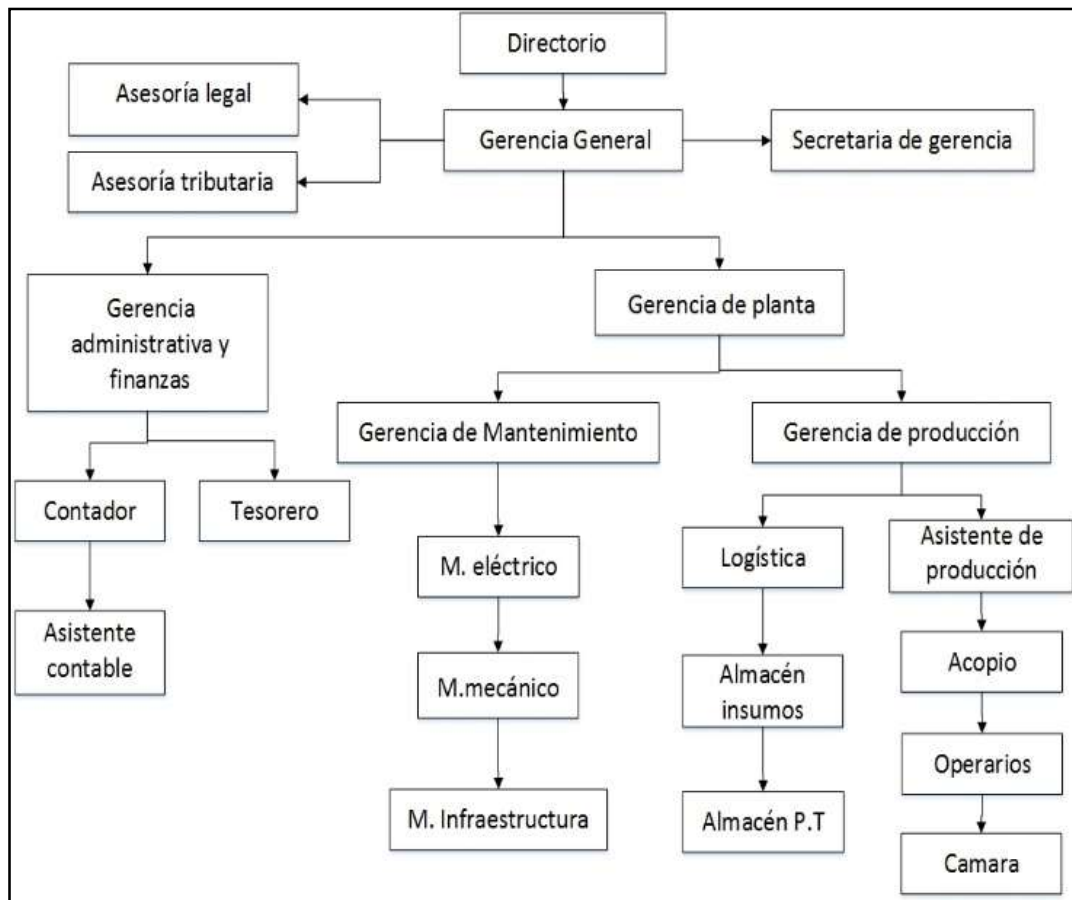 Directorio
Asesoría legal
Gerencia General
Secretaria de gerencia
Asesoría tributaria
Gerencia
administrativa y
finanzas
Gerencia de planta
Gerencia de Mantenimiento
Gerencia de producción
Contador
Tesorero
M. eléctrico
Logística
Asistente de
producción
Asistente
contable
M.mecánico
Almacén
insumos
Acopio
Operarios
M. Infraestructura
Almacén P.T
Camara